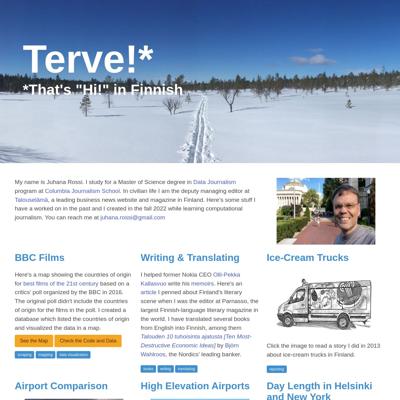 Terve!*
*That's "Hi!" in Finnish
My name is Juhana Rossi. I study for a Master of Science degree in Data Journalism
program at Columbia Journalism School. In civilian life I am the deputy managing editor at
Talouselämä, a leading business news website and magazine in Finland. Here's some stuff I
have a worked on in the past and I created in the fall 2022 while learning computational
journalism. You can reach me at juhana.rossi@gmail.com
BBC Films
Here's a map showing the countries of origin
for best films of the 21st century based on a
critics' poll organized by the BBC in 2016.
The original poll didn't include the countries
of origin for the films in the poll. I created a
database which listed the countries of origin
and visualized the data in a map.
See the Map
Check the Code and Data
scraping
mapping
data visualization
Writing & Translating
I helped former Nokia CEO Olli-Pekka
Kallasvuo write his memoirs. Here's an
article I penned about Finland's literary
scene when I was the editor at Parnasso, the
largest Finnish-language literary magazine in
the world. I have translated several books
from English into Finnish, among them
Talouden 10 tuhoisinta ajatusta [Ten Most-
Destructive Economic Ideas] by Björn
Wahlroos, the Nordics' leading banker.
books
writing
translating
Ice-Cream Trucks
Click the image to read a story I did in 2013
about ice-cream trucks in Finland.
reporting
Airport Comparison
High Elevation Airports
Day Length in Helsinki
and New York